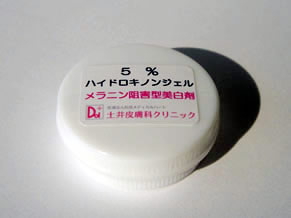 5 %
ハイドロキノンジェル
メラニン阻害型美白剤
土井皮膚科クリニック